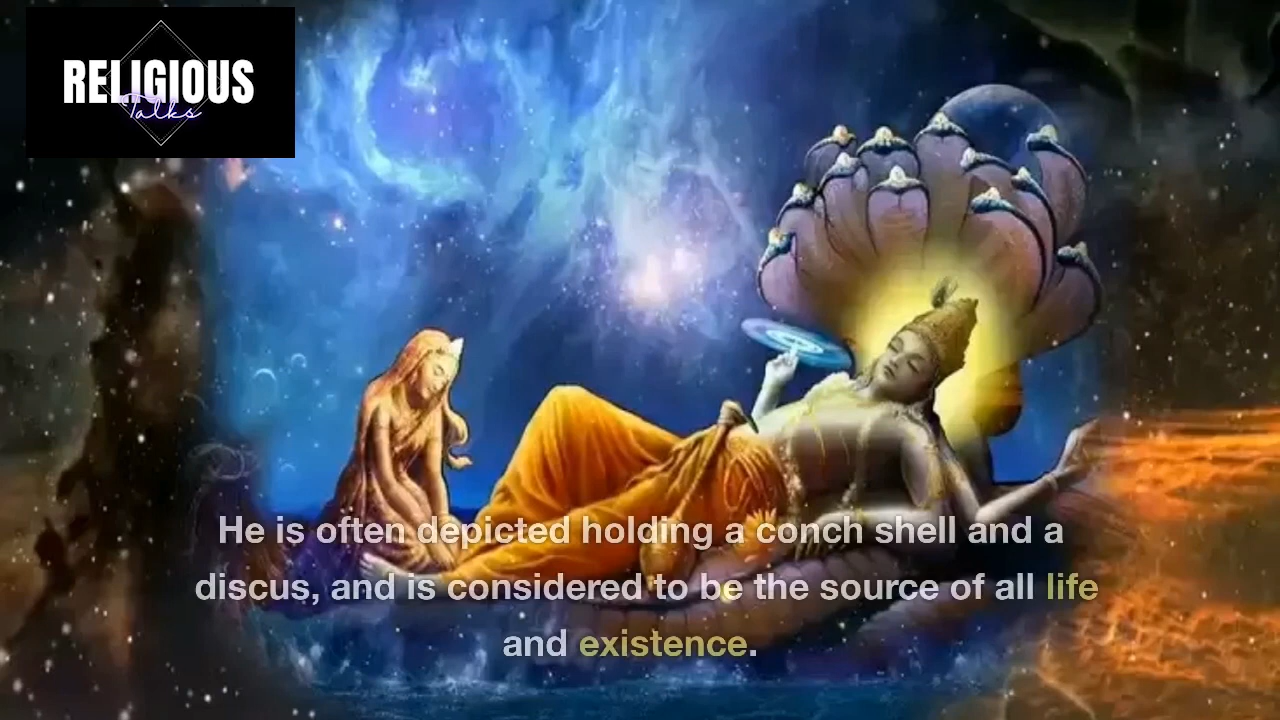 RELIGIOUS
Talks
He is often depicted holding a conch shell and a
discus, and is considered to be the source of all life
and existence.